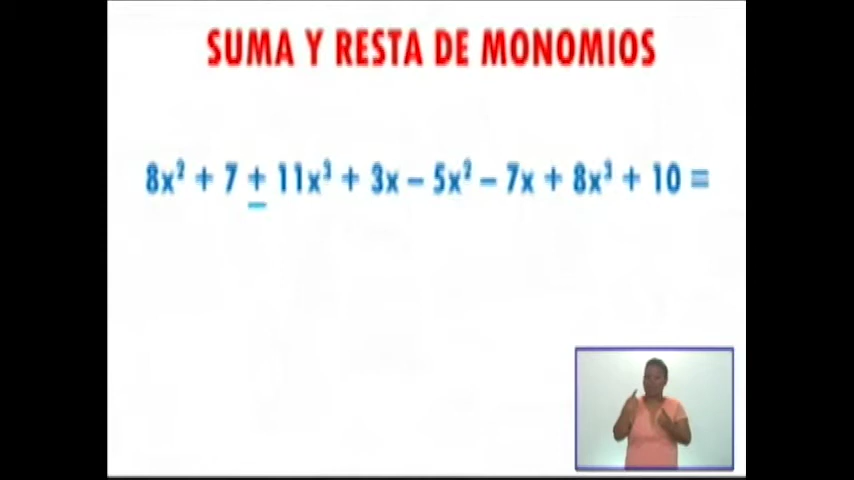 SUMA Y RESTA DE MONOMIOS
8x² + 7 + 11x³ + 3x – 5x² – 7x + 8x³ + 10 =